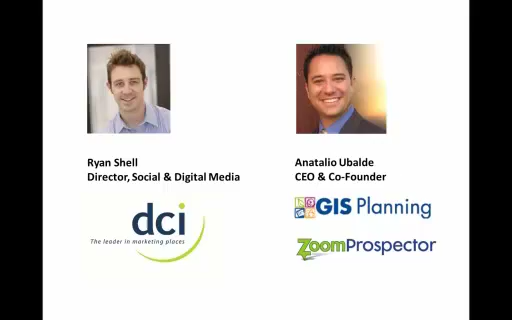 Ryan Shell
Director, Social & Digital Media
dci
The leader in marketing places
Anatalio Ubalde
CEO & Co-Founder
GIS Planning
ZoomProspector